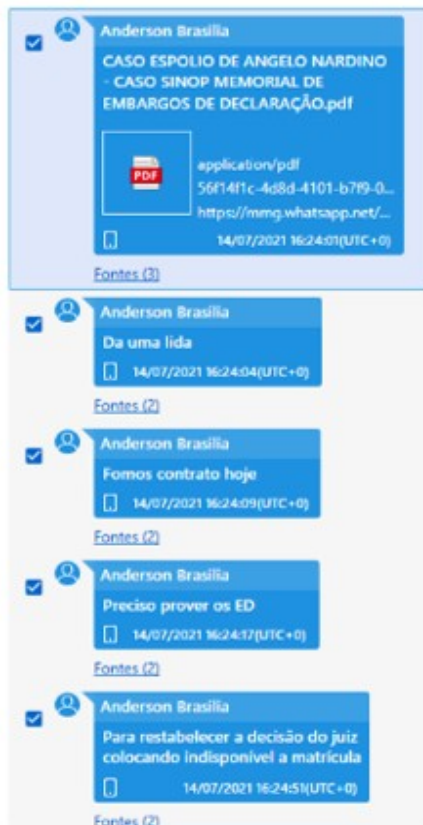 Anderson Brasilia
CASO ESPOLIO DE ANGELO NARDINO
- CASO SINOP MEMORIAL DE
EMBARGOS DE DECLARAÇÃO.pdf
PDF
application/pdf
56f14f1c-4d8d-4101-b7f9-0...
https://mmg.whatsapp.net/...
14/07/2021 16:24:01(UTC+0)
Fontes (3)
Anderson Brasilia
Da uma lida
14/07/2021 16:24:04(UTC+0)
Fontes (2)
Anderson Brasilia
Fomos contrato hoje
14/07/2021 16:24:09(UTC+0)
Fontes (2)
Anderson Brasilia
Preciso prover os ED
14/07/2021 16:24:17(UTC+0)
Fontes (2)
Anderson Brasilia
Para restabelecer a decisão do juiz
colocando indisponível a matrícula
14/07/2021 16:24:51(UTC+0)
Fontes (2)